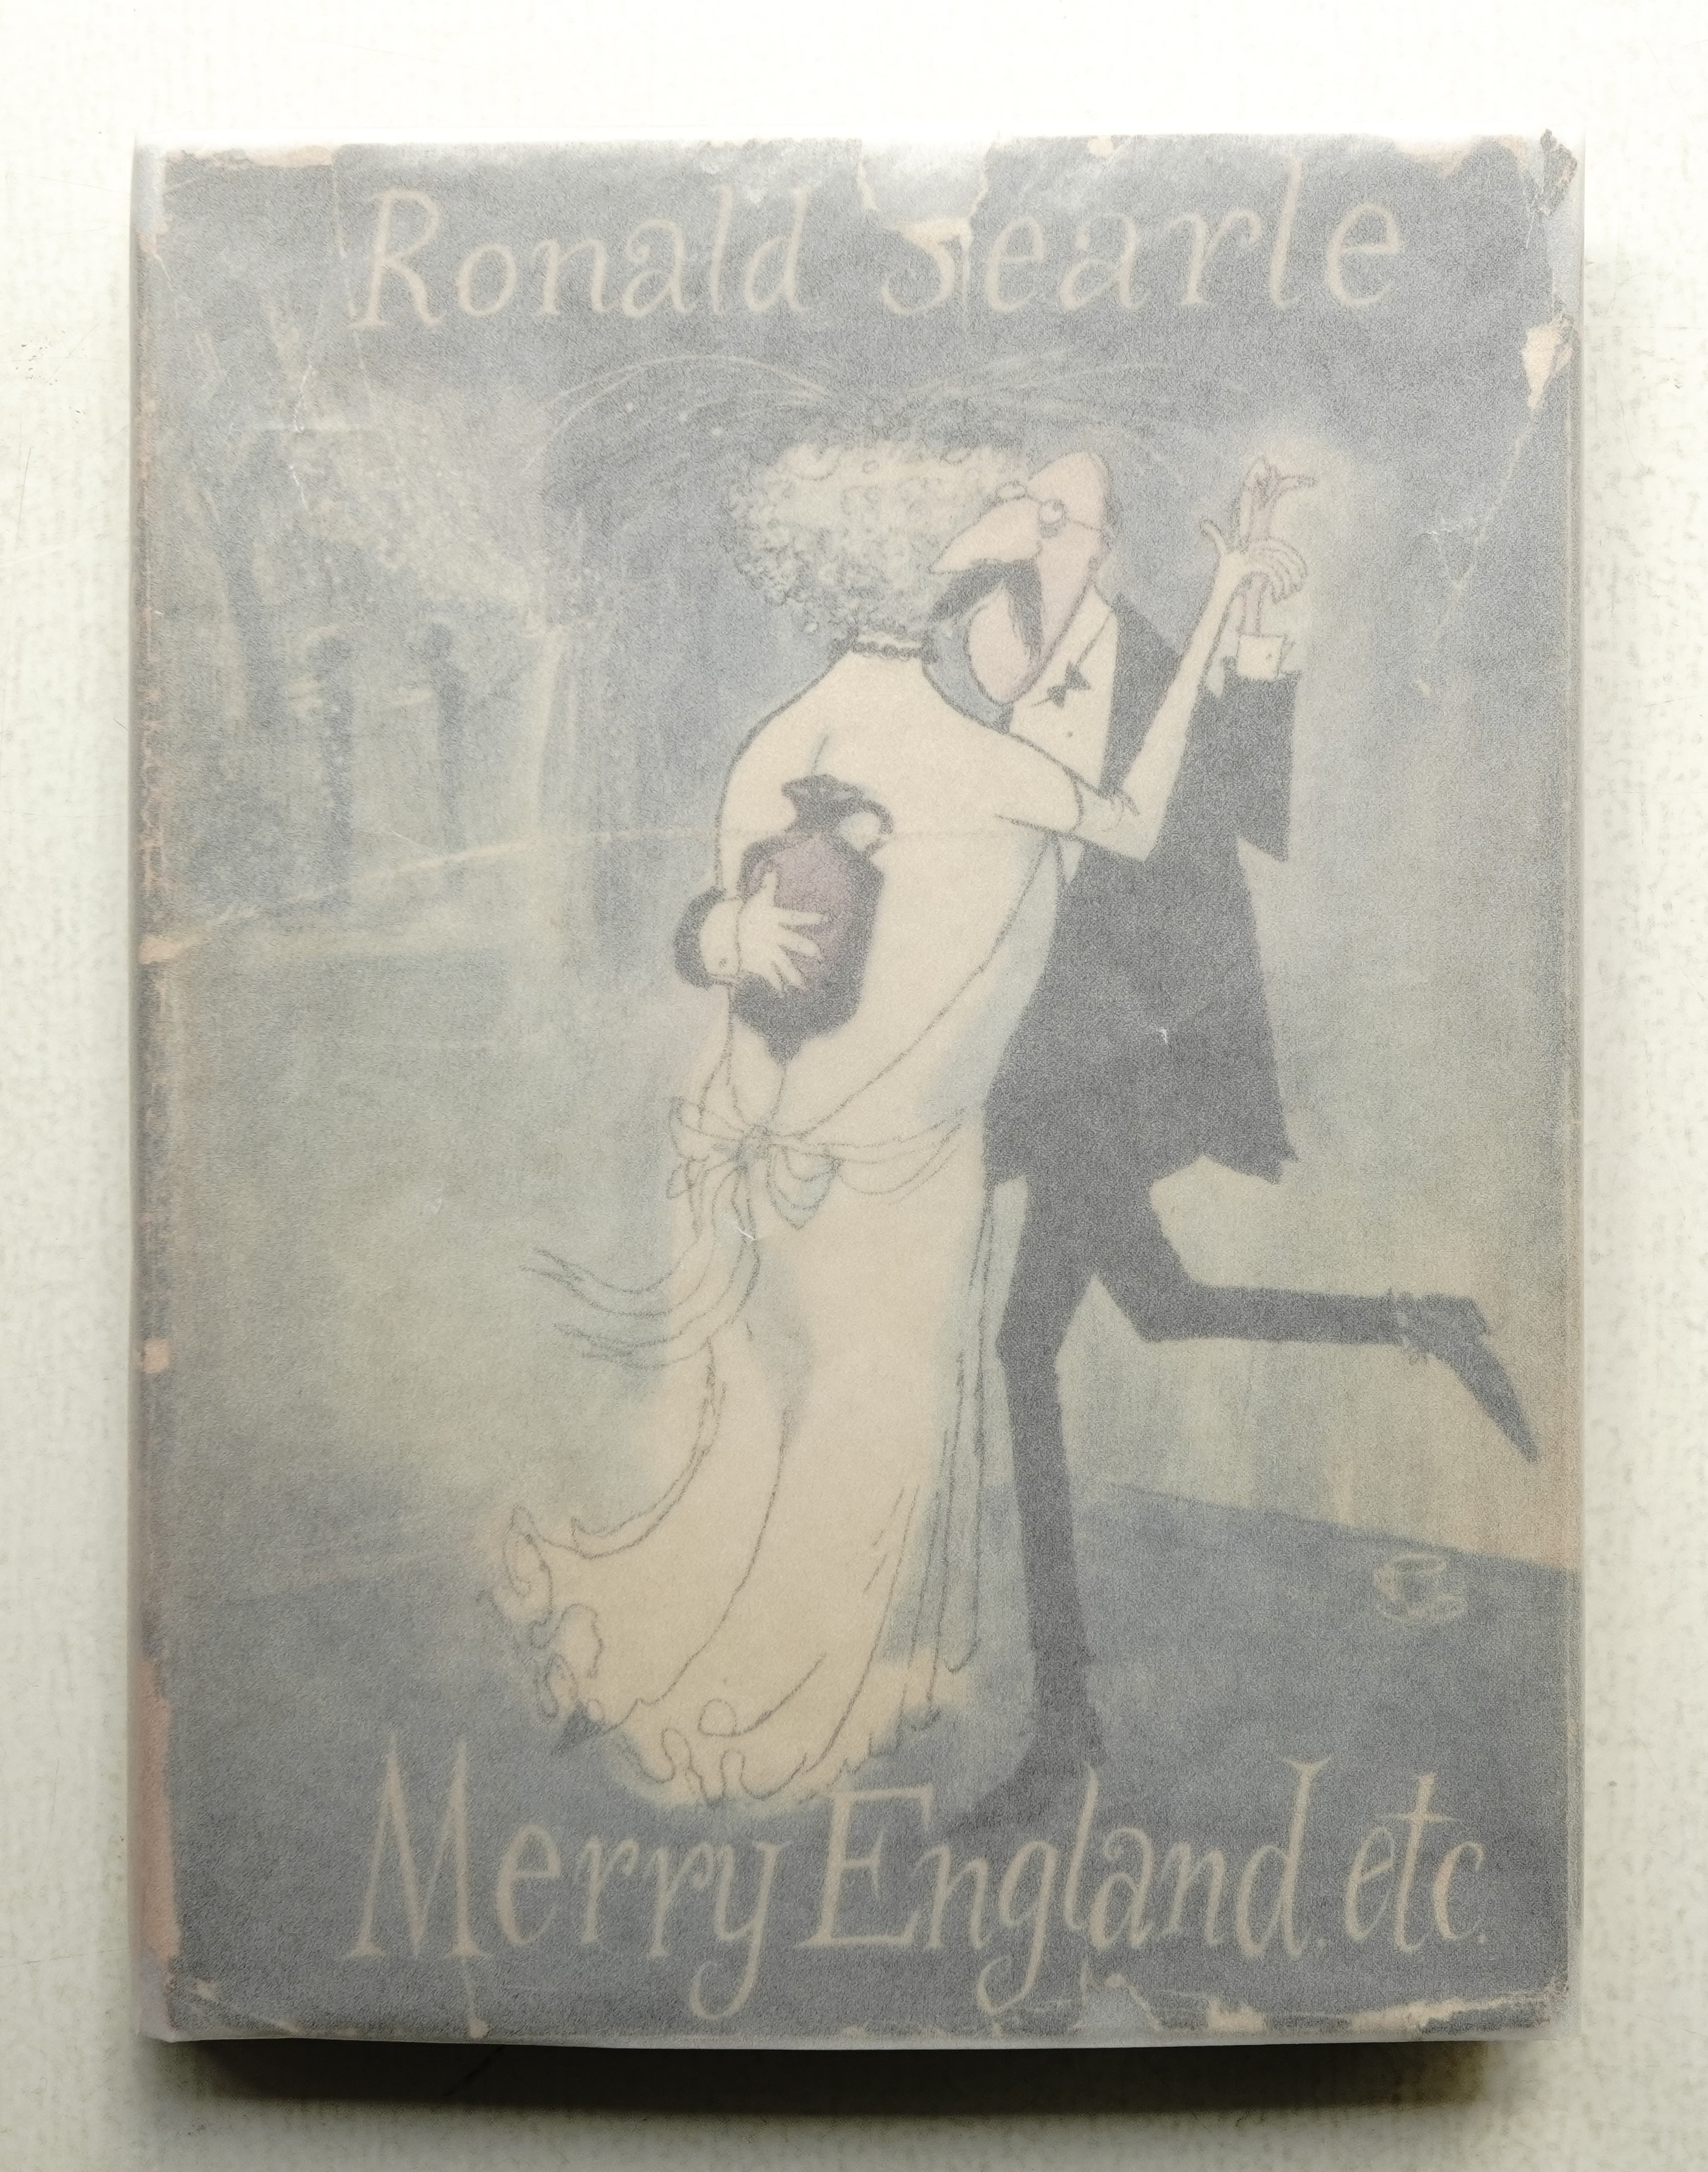 Ronald Searle
Merry England, etc.